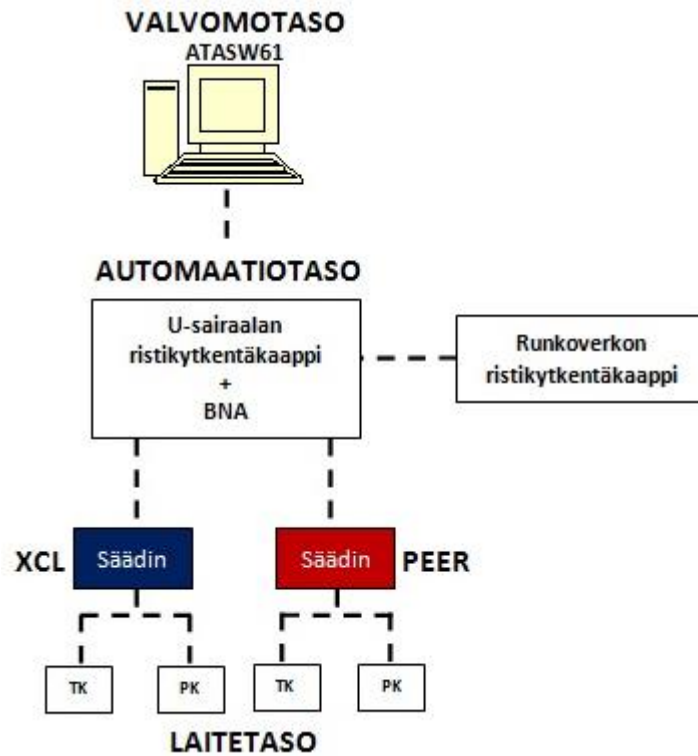 VALVOMOTASO
ATASW61
AUTOMAATIOTASO
U-sairaalan
ristikytkentäkaappi
+
BNA
Runkoverkon
ristikytkentäkaappi
XCL
Säädin
Säädin
PEER
TK
PK
TK
PK
LAITETASO